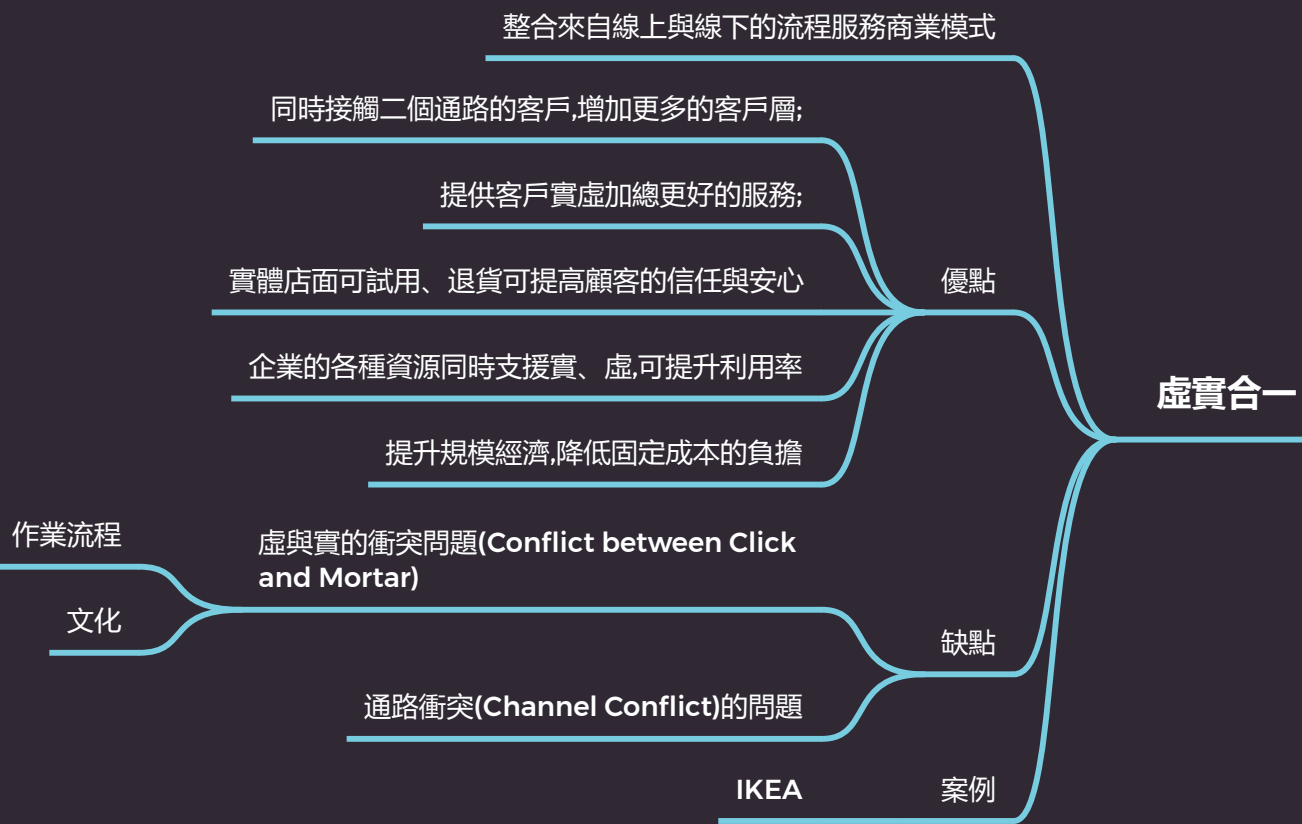 整合來自線上與線下的流程服務商業模式
同時接觸二個通路的客戶,增加更多的客戶層;
提供客戶實虛加總更好的服務;
實體店面可試用、退貨可提高顧客的信任與安心
優點
企業的各種資源同時支援實、虛,可提升利用率
虛實合一
提升規模經濟,降低固定成本的負擔
作業流程
虛與實的衝突問題(Conflict between Click
and Mortar)
文化
缺點
通路衝突(Channel Conflict)的問題
IKEA
案例